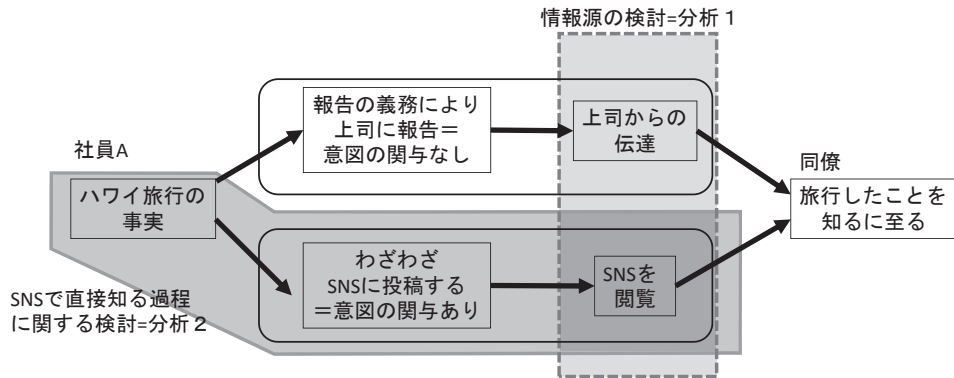 情報源の検討=分析１
報告の義務により
上司に報告＝
意図の関与なし
上司からの
伝達
社員A
ハワイ旅行の
事実
同僚
旅行したことを
知るに至る
わざわざ
SNSに投稿する
＝意図の関与あり
SNSを
閲覧
SNSで直接知る過程
に関する検討=分析２